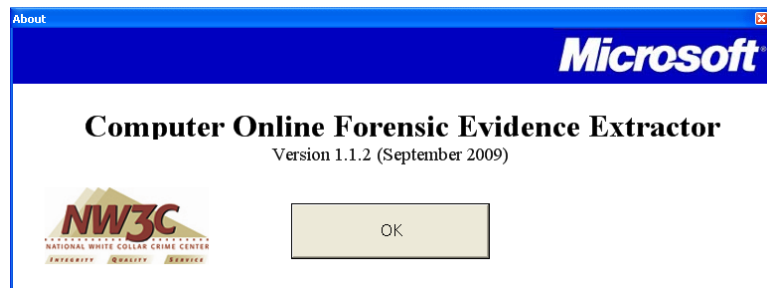 About
Microsoft®
Computer Online Forensic Evidence Extractor
Version 1.1.2 (September 2009)
NW3C
NATIONAL WHITE COLLAR CRIME CENTER
INTEGRITY QUALITY SERVICE
OK